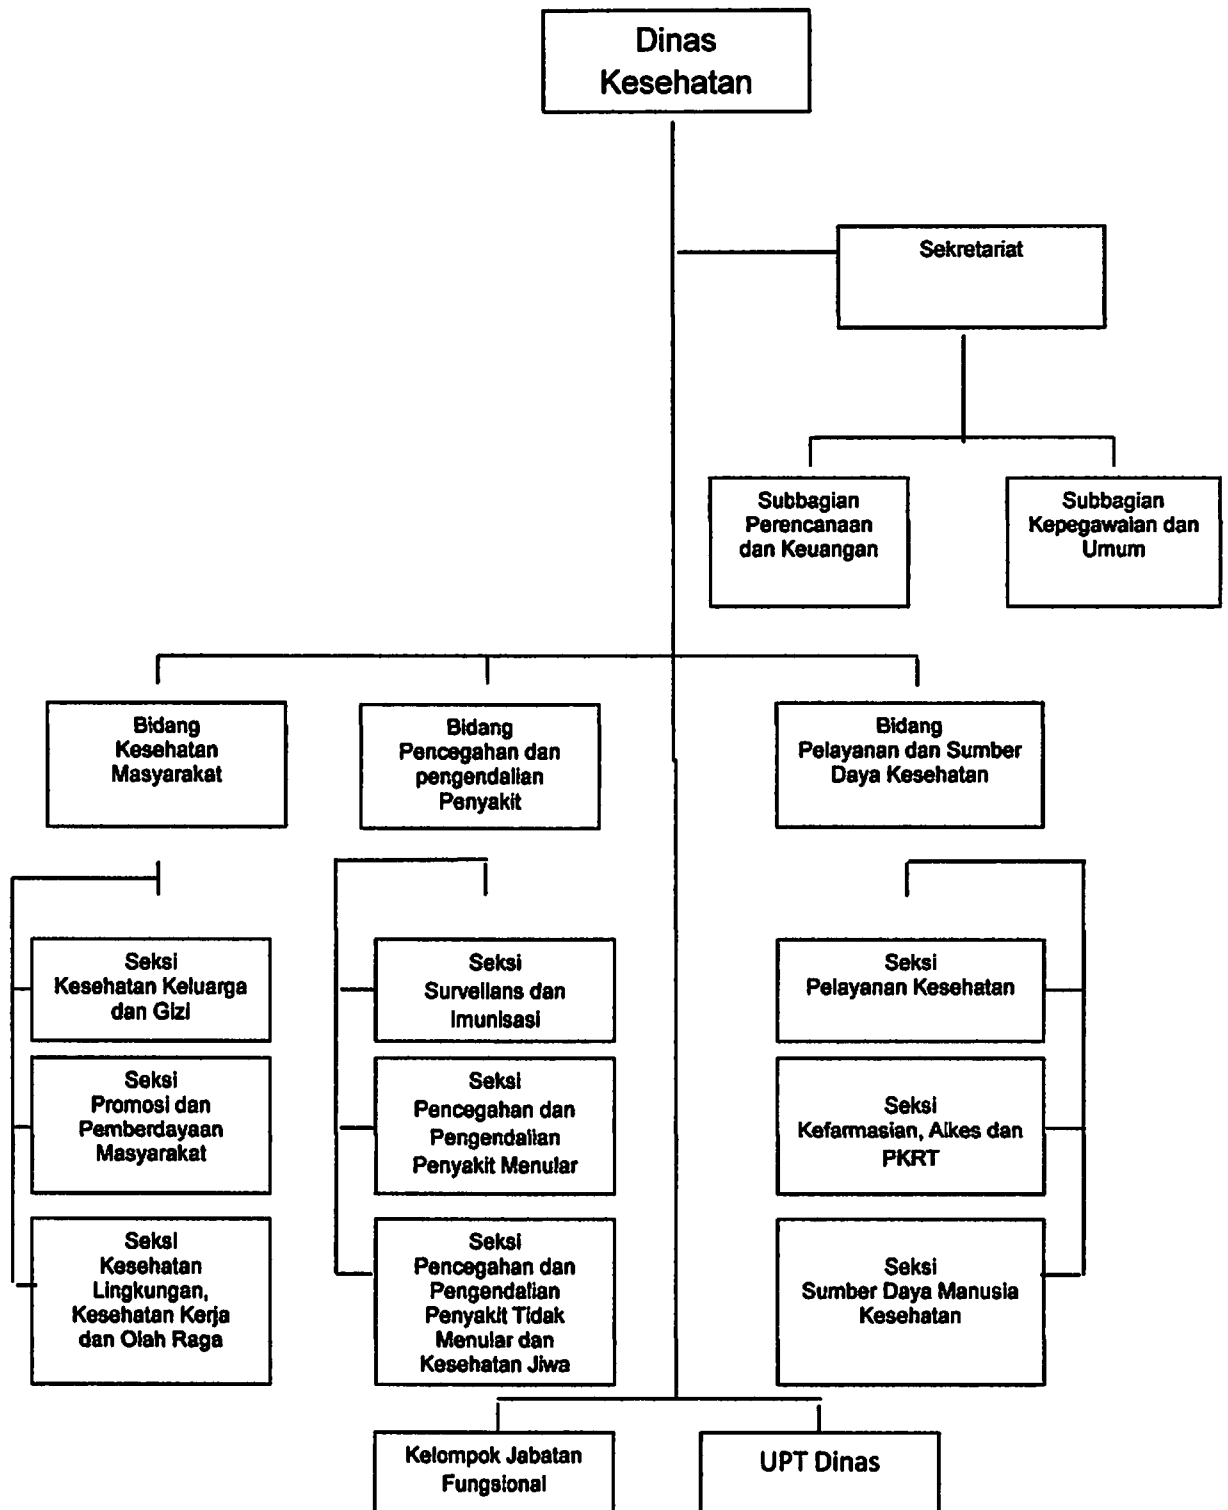 Dinas
Kesehatan
Sekretariat
Subbagian
Perencanaan
dan Keuangan
Subbagian
Kepegawaian dan
Umum
Bidang
Kesehatan
Masyarakat
Bidang
Pencegahan dan
pengendalian
Penyakit
Bidang
Pelayanan dan Sumber
Daya Kesehatan
Seksi
Kesehatan Keluarga
dan Gizi
Seksi
Promosi dan
Pemberdayaan
Masyarakat
Seksi
Kesehatan
Lingkungan,
Kesehatan Kerja
dan Olah Raga
Seksi
Surveilans dan
Imunisasi
Seksi
Pencegahan dan
Pengendalian
Penyakit Menular
Seksi
Pencegahan dan
Pengendalian
Penyakit Tidak
Menular dan
Kesehatan Jiwa
Seksi
Pelayanan Kesehatan
Seksi
Kefarmasian, Alkes dan
PKRT
Seksi
Sumber Daya Manusia
Kesehatan
Kelompok Jabatan
Fungsional
UPT Dinas